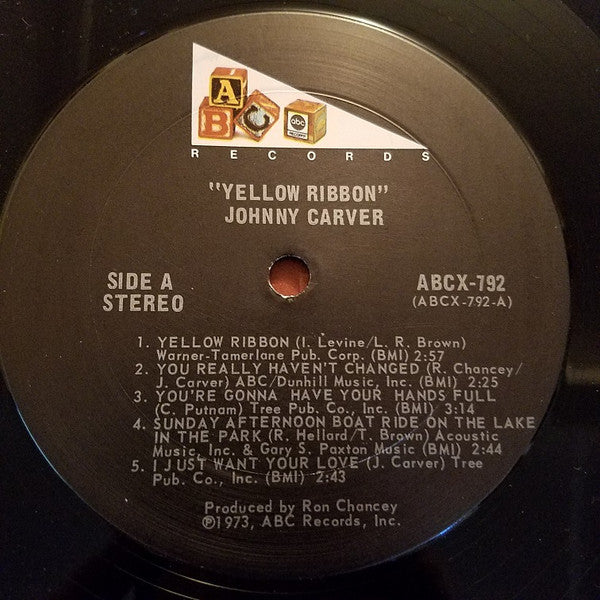 A
B C abc
RECORDS
RECORDS
"YELLOW RIBBON"
JOHNNY CARVER
SIDE A
STEREO
ABCX-792
(ABCX-792-A)
1. YELLOW RIBBON (I. Levine/L. R. Brown)
Warner-Tamerlane Pub. Corp. (BMI) 2:57
2. YOU REALLY HAVEN'T CHANGED (R. Chancey/
J. Carver) ABC/Dunhill Music, Inc. (BMI) 2:25
3. YOU'RE GONNA HAVE YOUR HANDS FULL
(C. Putnam) Tree Pub. Co., Inc. (BMI) 3:14
4. SUNDAY AFTERNOON BOAT RIDE ON THE LAKE
IN THE PARK (R. Hellard/T. Brown) Acoustic
Music, Inc. & Gary S. Paxton Music (BMI) 2:44
5. I JUST WANT YOUR LOVE (J. Carver) Tree
Pub. Co., Inc. (BMI) 2:43
Produced by Ron Chancey
℗1973, ABC Records, Inc.